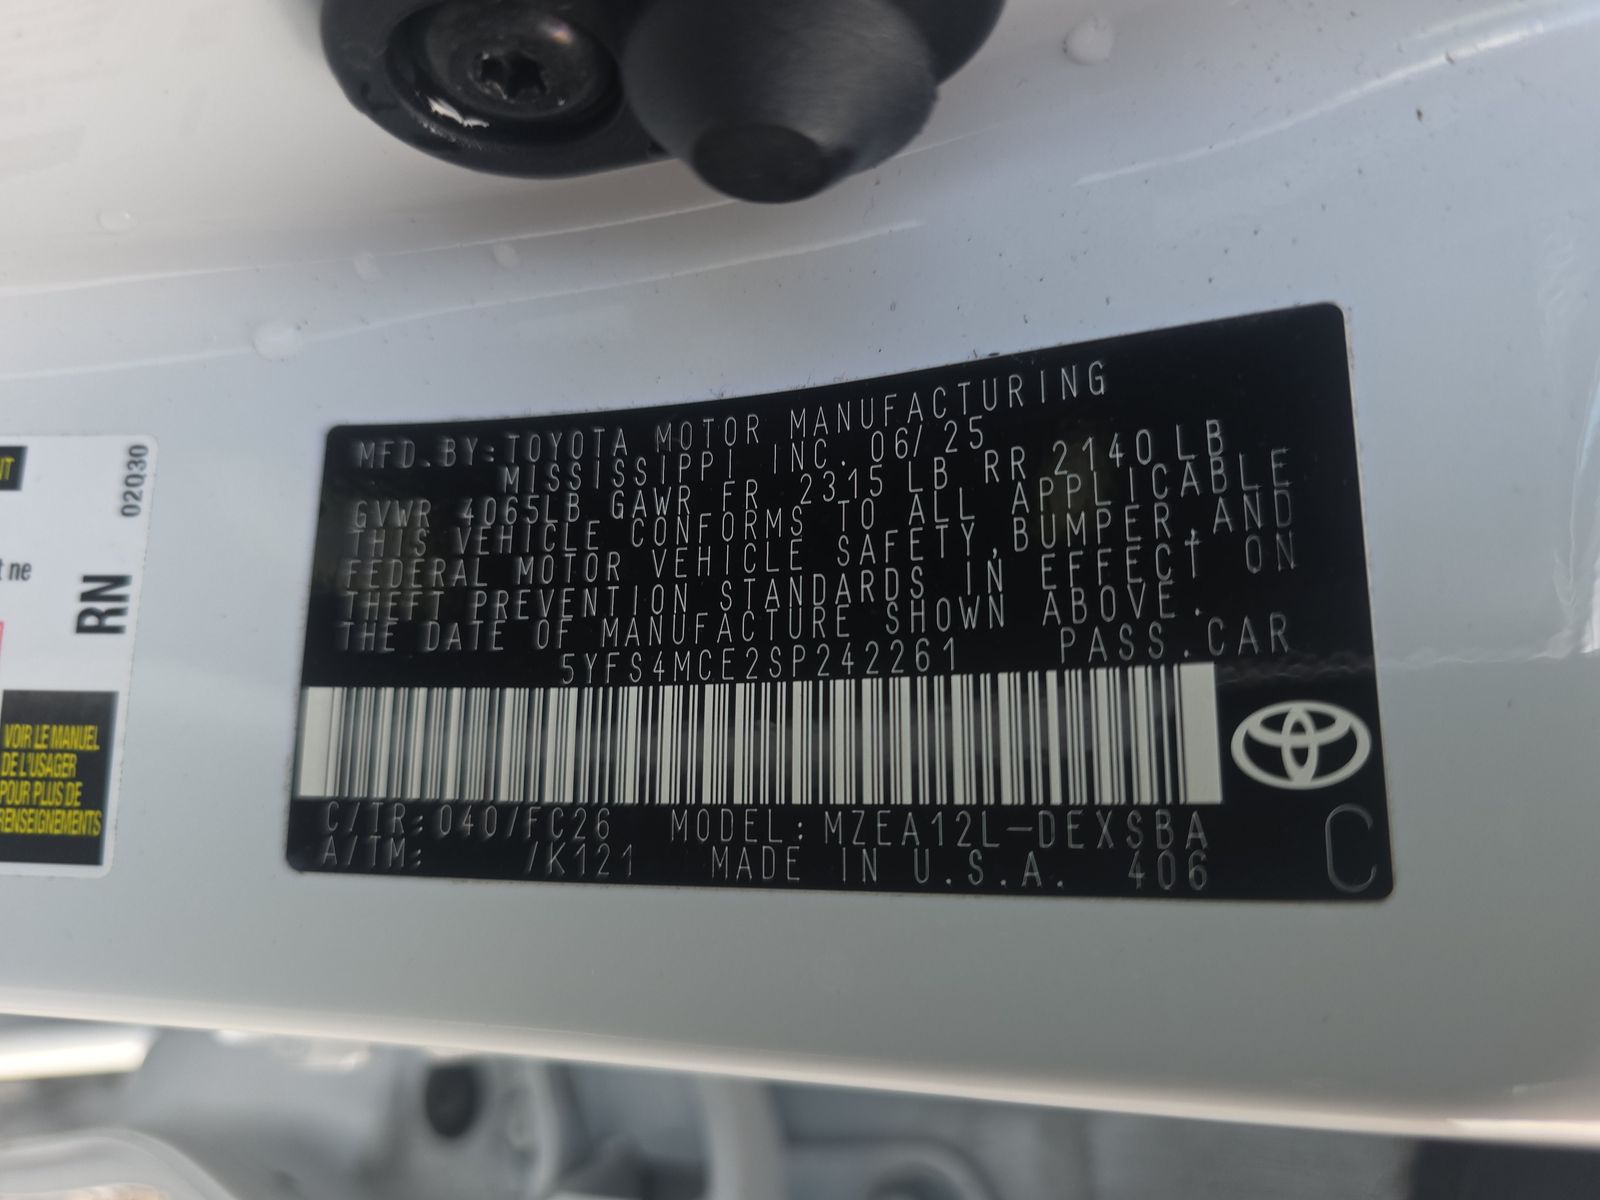 MFD.BY:TOYOTA MOTOR MANUFACTURING
MISSISSIPPI INC. 06/25
GVWR 4065LB GAWR FR 2315 LB RR 2140 LB
THIS VEHICLE CONFORMS TO ALL APPLICABLE
FEDERAL MOTOR VEHICLE SAFETY,BUMPER,AND
THEFT PREVENTION STANDARDS IN EFFECT ON
THE DATE OF MANUFACTURE SHOWN ABOVE.
5YFS4MCE2SP242261 PASS.CAR
C/TR:040/FC26 MODEL:MZEA12L-DEXSBA
A/TM: /K121 MADE IN U.S.A. 406
C
02Q30
RN
ne
VOIR LE MANUEL
DE L'USAGER
POUR PLUS DE
RENSEIGNEMENTS